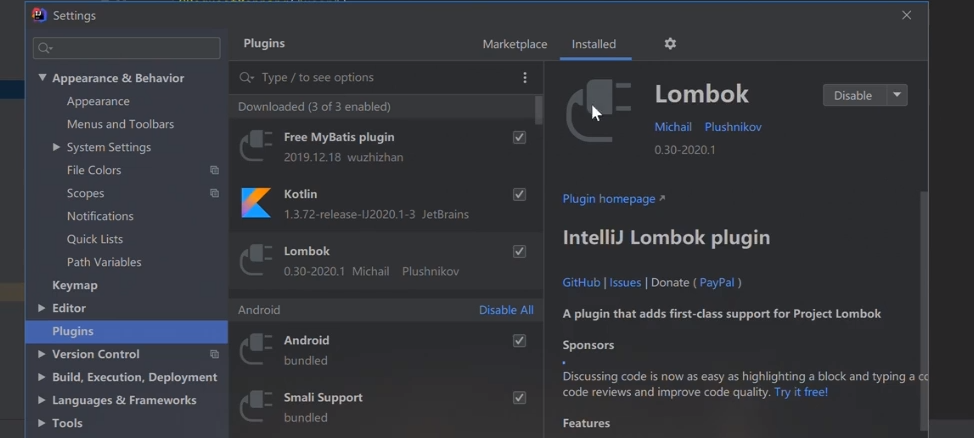 Settings
Plugins
Marketplace
Installed
Appearance & Behavior
Appearance
Menus and Toolbars
System Settings
File Colors
Scopes
Notifications
Quick Lists
Path Variables
Keymap
Editor
Plugins
Version Control
Build, Execution, Deployment
Languages & Frameworks
Tools
Type / to see options
Downloaded (3 of 3 enabled)
Free MyBatis plugin
2019.12.18 wuzhizhan
Kotlin
1.3.72-release-IJ2020.1-3 JetBrains
Lombok
0.30-2020.1 Michail Plushnikov
Android Disable All
Android
bundled
Smali Support
bundled
Lombok
Disable
Michail Plushnikov
0.30-2020.1
Plugin homepage
IntelliJ Lombok plugin
GitHub | Issues | Donate ( PayPal )
A plugin that adds first-class support for Project Lombok
Sponsors
Discussing code is now as easy as highlighting a block and typing a
code reviews and improve code quality. Try it free!
Features